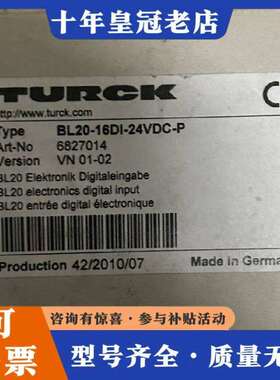 十年皇冠老店
TURCK
http://www.turck.com
Type BL20-16DI-24VDC-P
Art-No 6827014
Version VN 01-02
BL20 Elektronik Digitaleingabe
BL20 electronics digital input
BL20 entrée digital électronique
Production 42/2010/07 Made in German
咨询有惊喜·参与补贴活动
票 型号齐全·质量保证